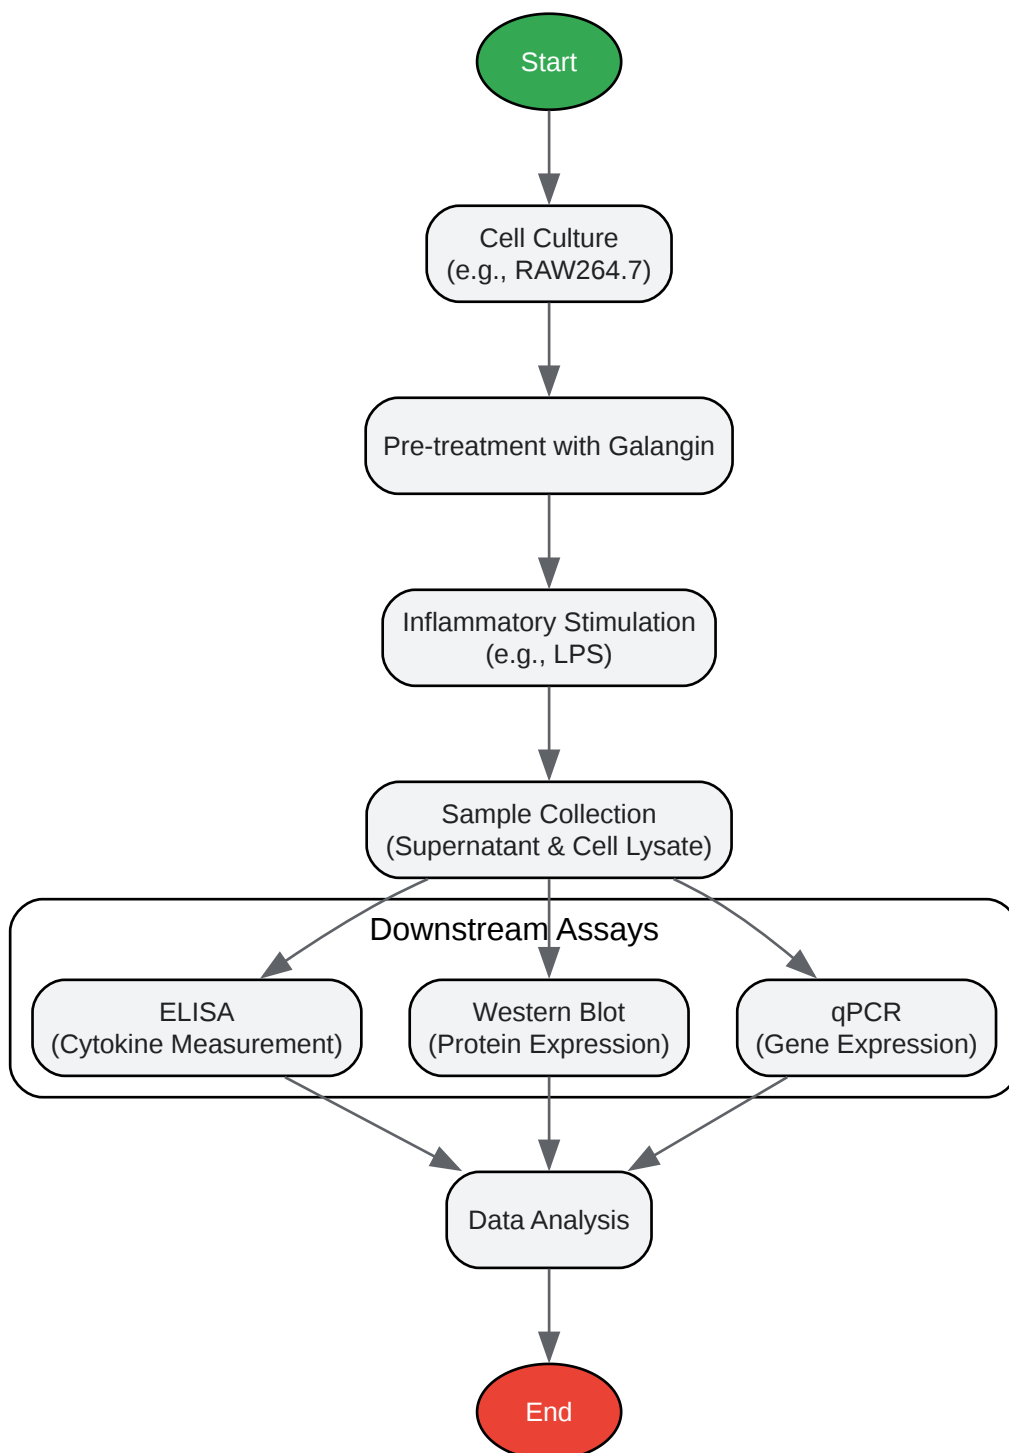 Start
Cell Culture
(e.g., RAW264.7)
Pre-treatment with Galangin
Inflammatory Stimulation
(e.g., LPS)
Sample Collection
(Supernatant & Cell Lysate)
Downstream Assays
ELISA
(Cytokine Measurement)
Western Blot
(Protein Expression)
qPCR
(Gene Expression)
Data Analysis
End